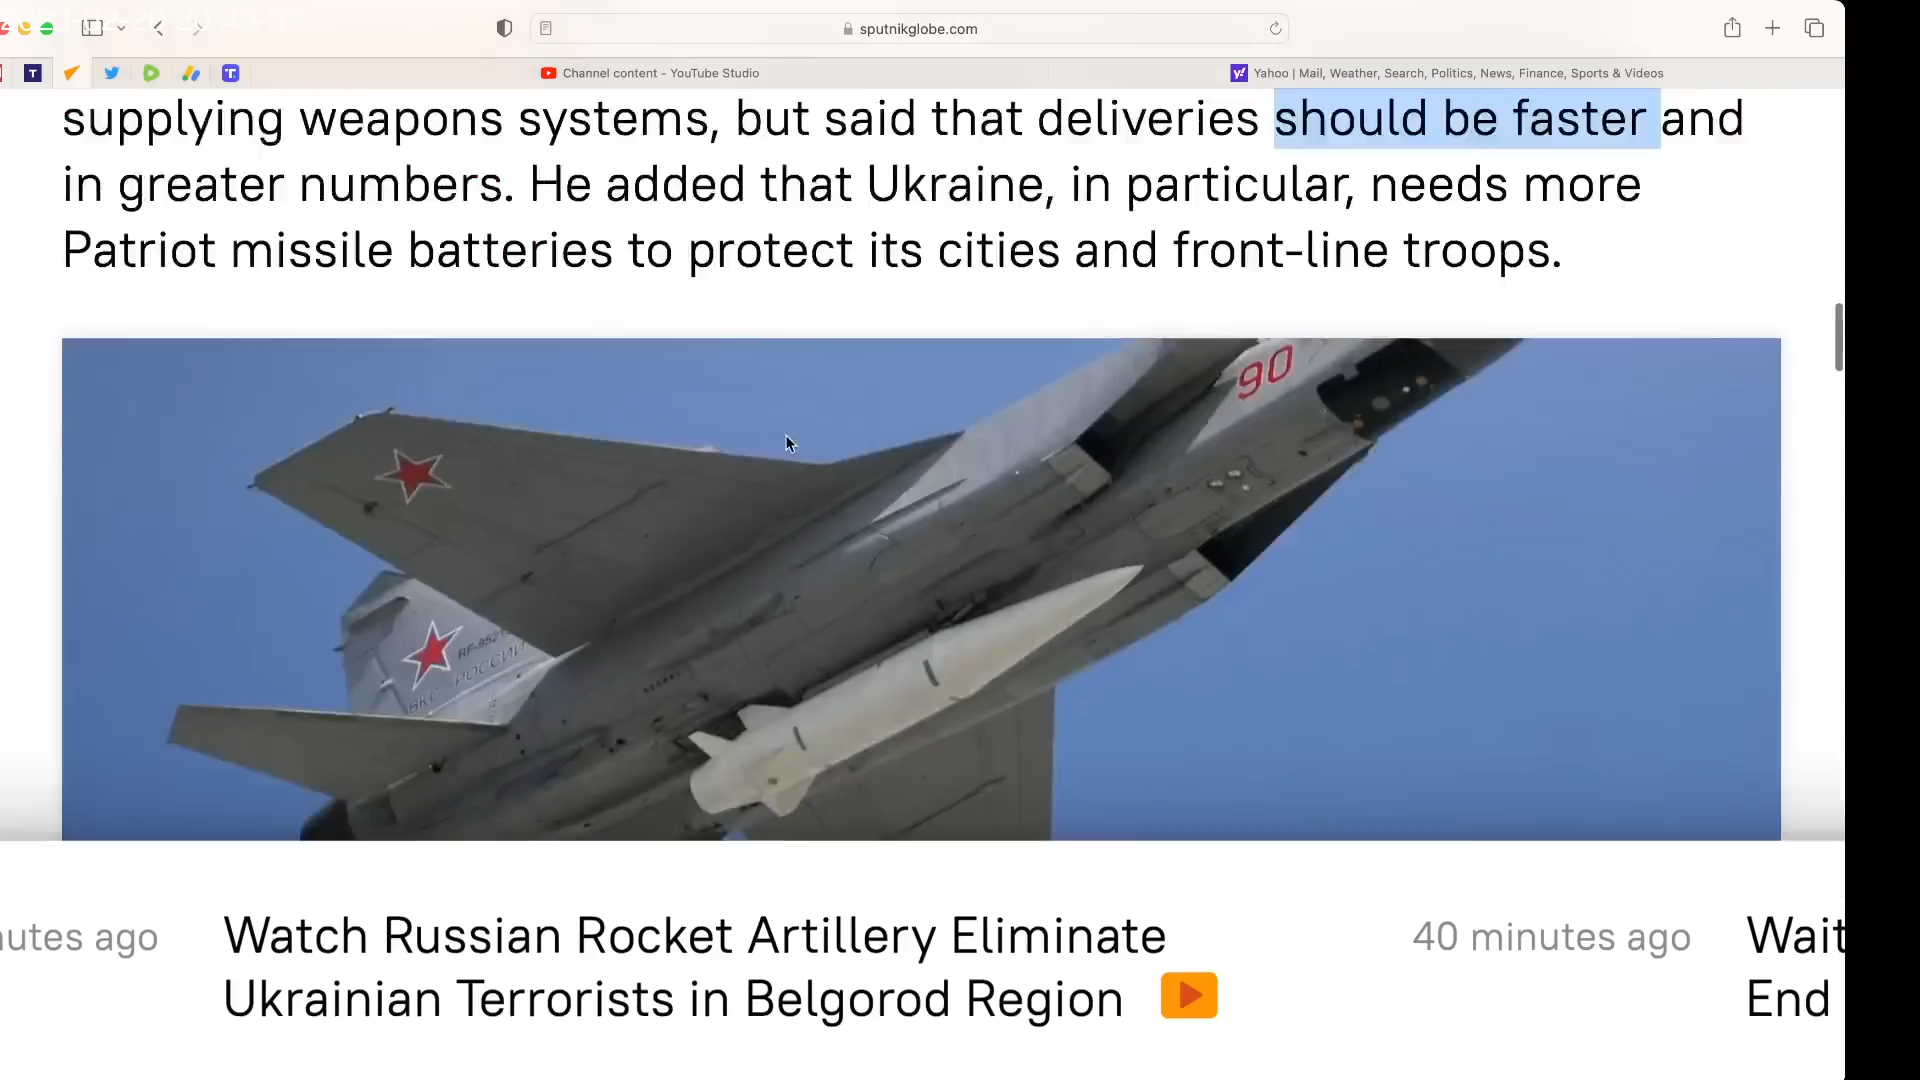 sputnikglobe.com
Channel content - YouTube Studio
Yahoo | Mail, Weather, Search, Politics, News, Finance, Sports & Videos
supplying weapons systems, but said that deliveries should be faster and
in greater numbers. He added that Ukraine, in particular, needs more
Patriot missile batteries to protect its cities and front-line troops.
90
ВКС РОССИИ
utes ago
Watch Russian Rocket Artillery Eliminate
Ukrainian Terrorists in Belgorod Region
40 minutes ago
Wait
End